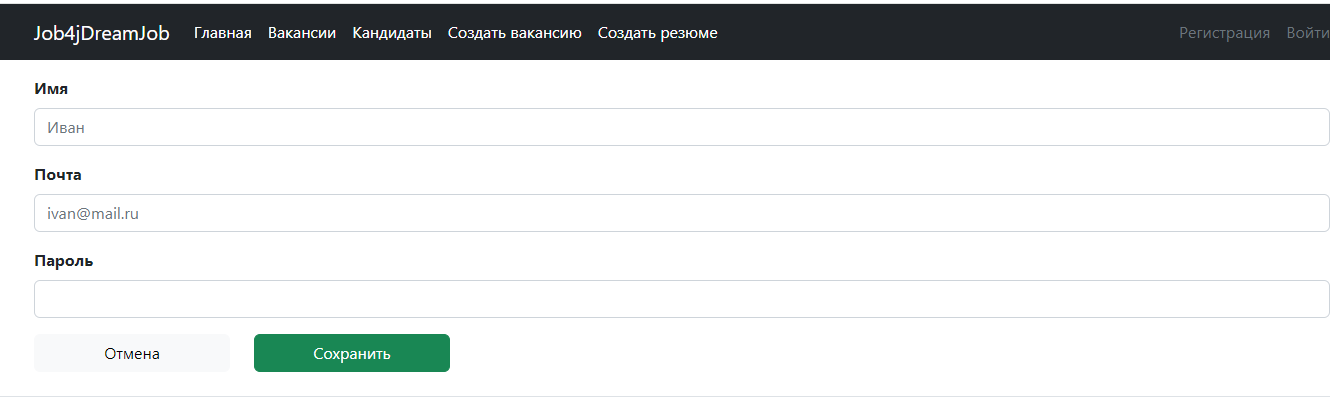 Job4jDreamJob Главная Вакансии Кандидаты Создать вакансию Создать резюме Регистрация Войти
Имя
Иван
Почта
ivan@mail.ru
Пароль
Отмена Сохранить